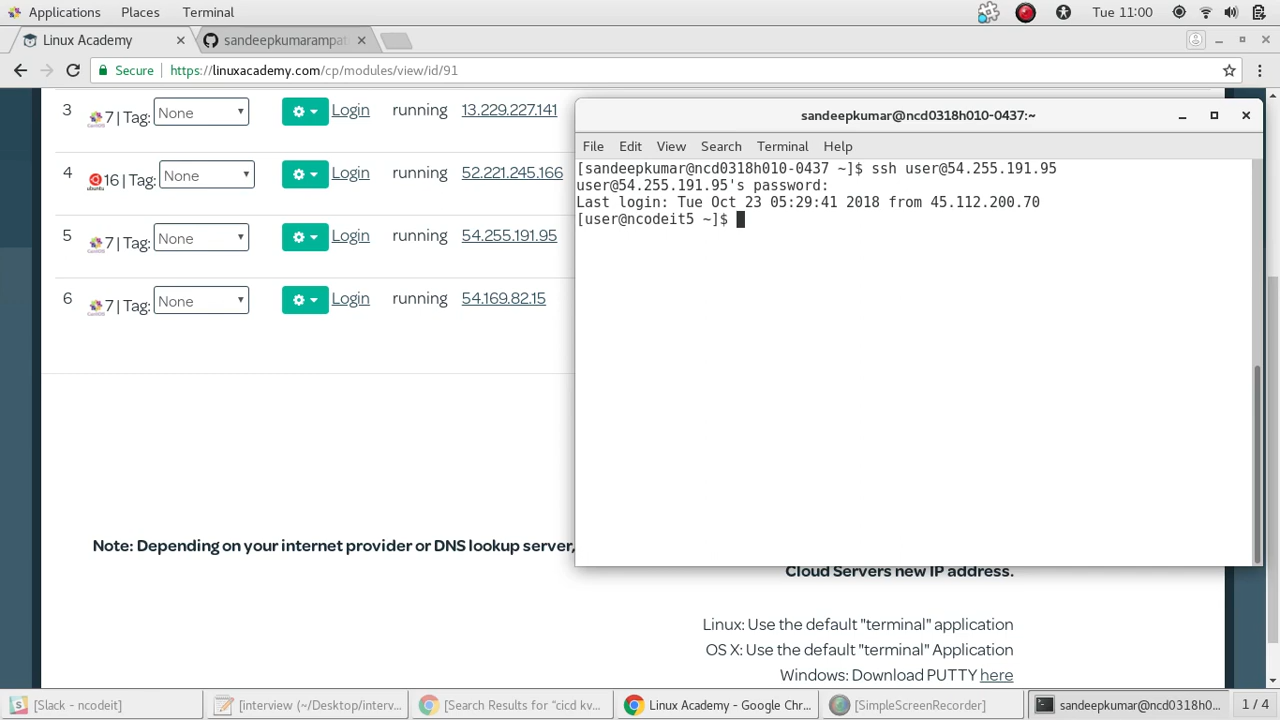 Applications Places Terminal Tue 11:00
Linux Academy sandeepkumarampat
Secure https://linuxacademy.com/cp/modules/view/id/91
3 7 | Tag: None Login running 13.229.227.141
4 16 | Tag: None Login running 52.221.245.166
5 7 | Tag: None Login running 54.255.191.95
6 7 | Tag: None Login running 54.169.82.15
sandeepkumar@ncd0318h010-0437:~
File Edit View Search Terminal Help
[sandeepkumar@ncd0318h010-0437 ~]$ ssh user@54.255.191.95
user@54.255.191.95's password:
Last login: Tue Oct 23 05:29:41 2018 from 45.112.200.70
[user@ncodeit5 ~]$
Note: Depending on your internet provider or DNS lookup server,
Cloud Servers new IP address.
Linux: Use the default "terminal" application
OS X: Use the default "terminal" Application
Windows: Download PUTTY here
[Slack - ncodeit] [interview (~/Desktop/interv... [Search Results for "cicd kv... Linux Academy - Google Chr... [SimpleScreenRecorder] sandeepkumar@ncd0318h0... 1 / 4